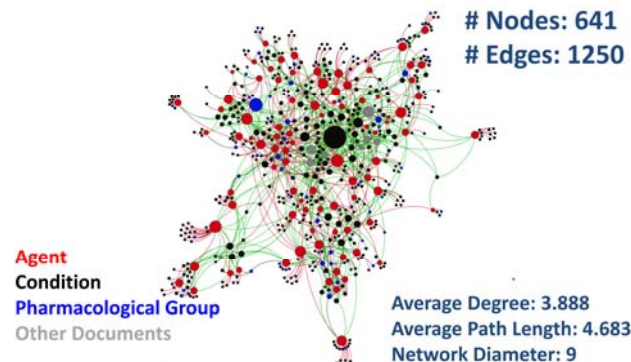 # Nodes: 641
# Edges: 1250
Agent
Condition
Pharmacological Group
Other Documents
Average Degree: 3.888
Average Path Length: 4.683
Network Diameter: 9